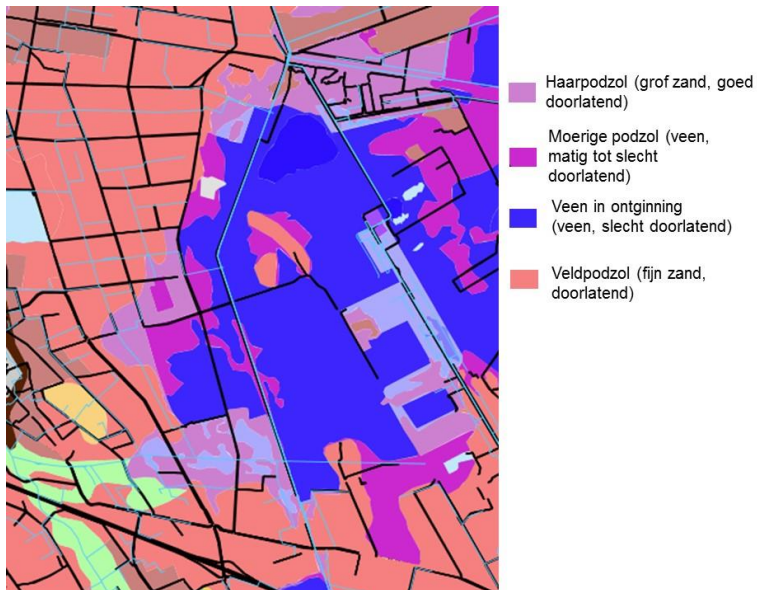 Haarpodzol (grof zand, goed
doorlatend)
Moerige podzol (veen,
matig tot slecht
doorlatend)
Veen in ontginning
(veen, slecht doorlatend)
Veldpodzol (fijn zand,
doorlatend)